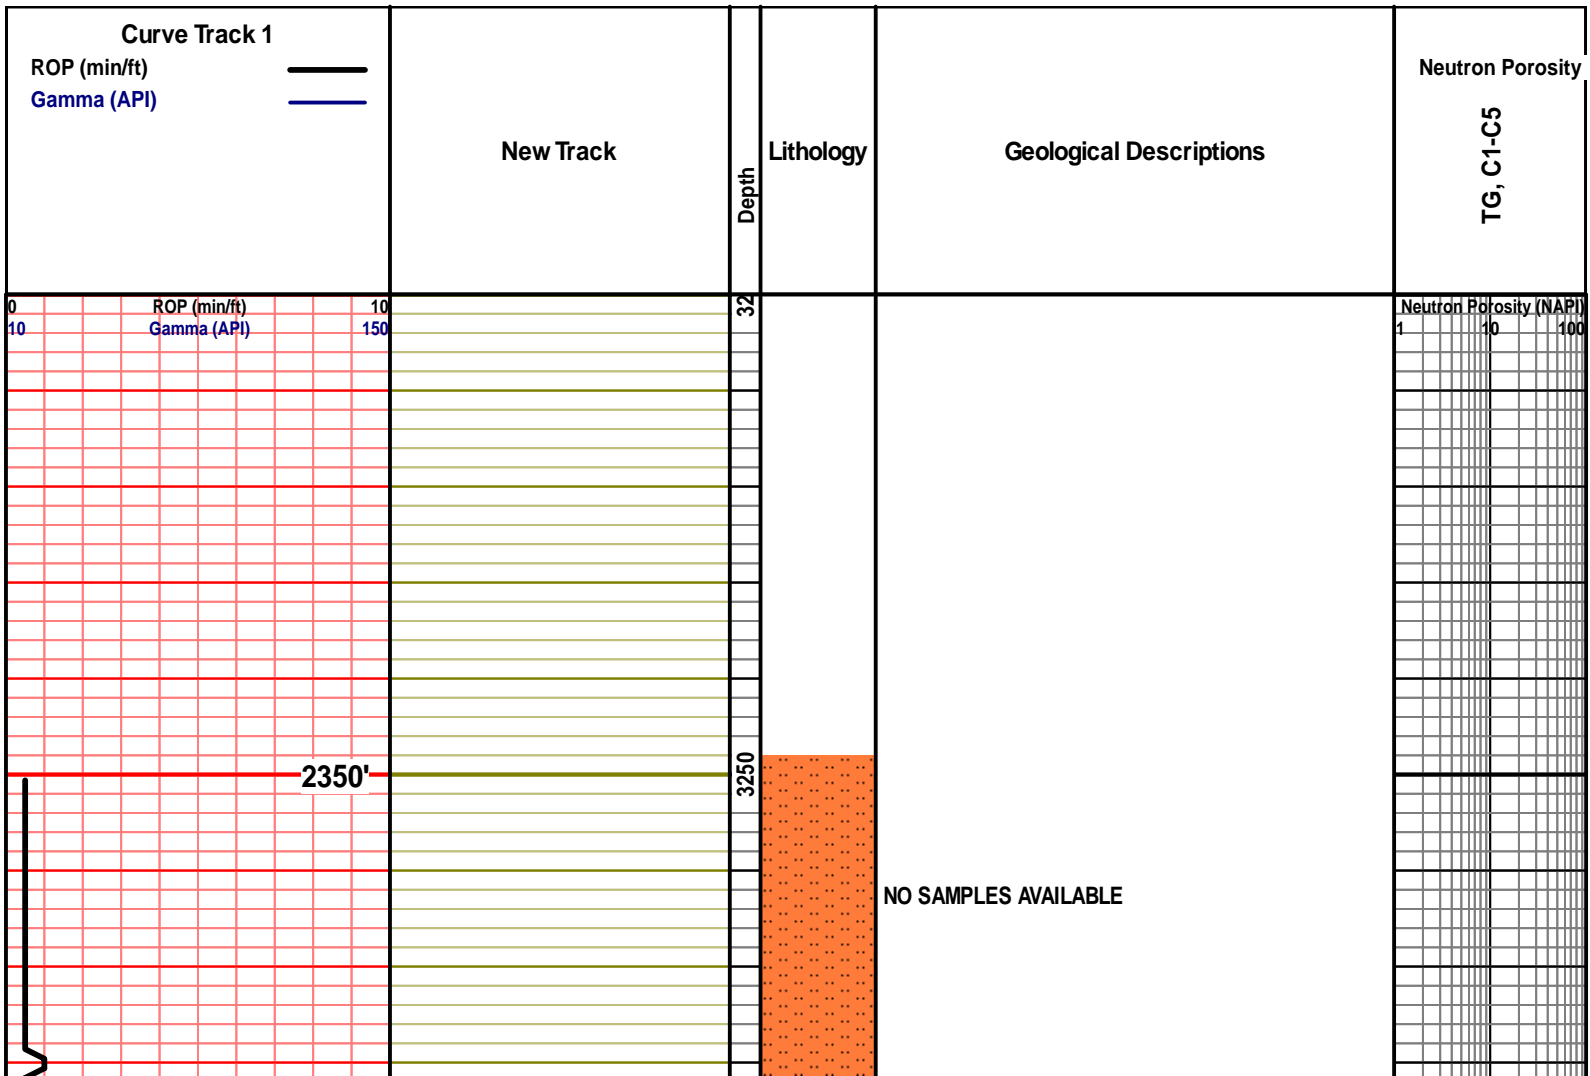 Curve Track 1
ROP (min/ft)
Gamma (API)
New Track
Depth
Lithology
Geological Descriptions
Neutron Porosity
TG, C1-C5
0 ROP (min/ft) 10
10 Gamma (API) 150
32
Neutron Porosity (NAPI)
1 10 100
2350'
3250
NO SAMPLES AVAILABLE